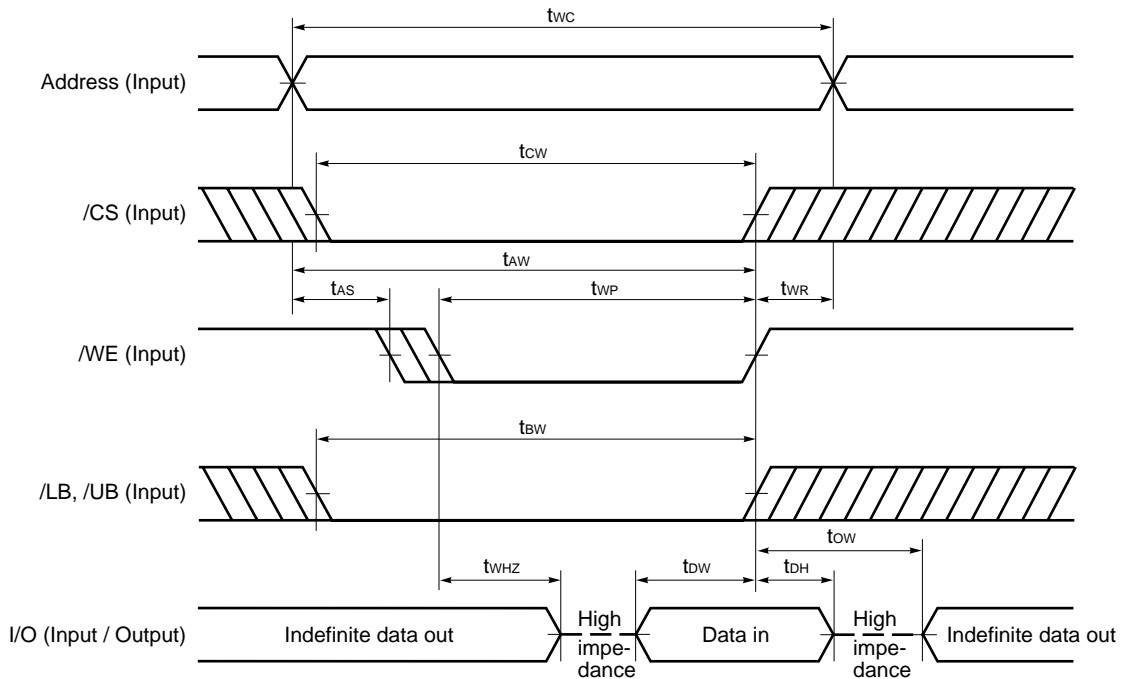 tWC
Address (Input)
tCW
/CS (Input)
tAW
tAS
tWP
tWR
/WE (Input)
tBW
/LB, /UB (Input)
tOW
tWHZ
tDW
tDH
I/O (Input / Output)
Indefinite data out
High
impe-
dance
Data in
High
impe-
dance
Indefinite data out